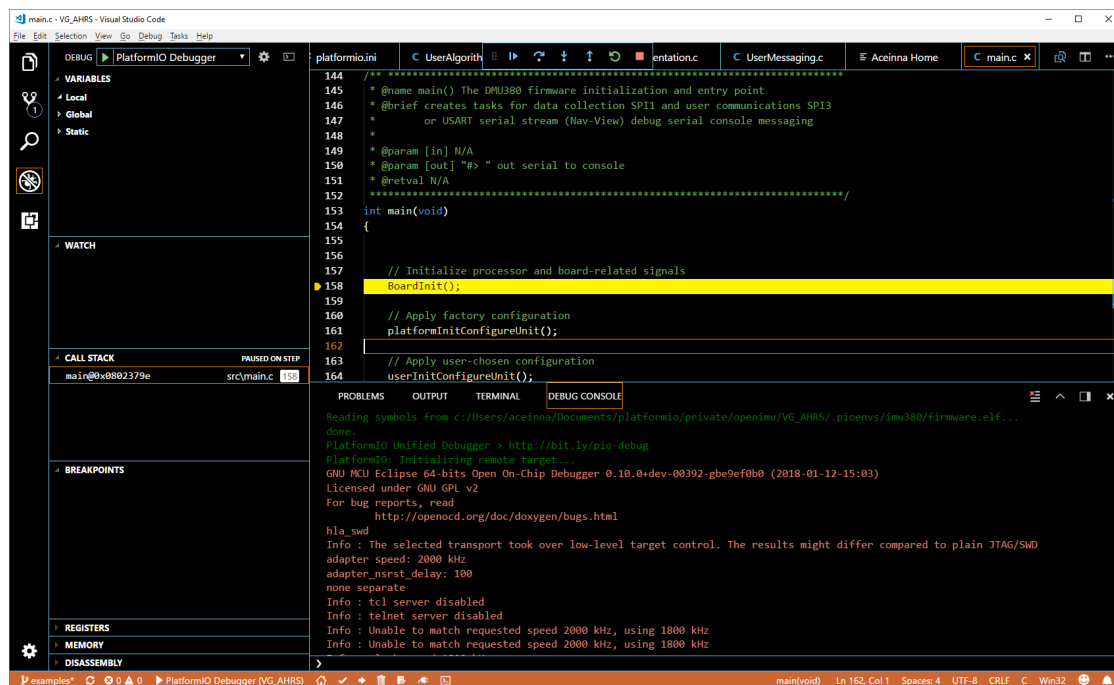 main.c - VG_AHRS - Visual Studio Code
File Edit Selection View Go Debug Tasks Help
DEBUG PlatformIO Debugger
platformio.ini UserAlgorith entation.c UserMessaging.c Aceinna Home main.c
VARIABLES
Local
Global
Static
1
WATCH
CALL STACK PAUSED ON STEP
main@0x0802379e src\main.c 158
BREAKPOINTS
REGISTERS
MEMORY
DISASSEMBLY
144 /** ***************************************************************************
145 * @name main() The DMU380 firmware initialization and entry point
146 * @brief creates tasks for data collection SPI1 and user communications SPI3
147 * or USART serial stream (Nav-View) debug serial console messaging
148 *
149 * @param [in] N/A
150 * @param [out] "#> " out serial to console
151 * @retval N/A
152 ******************************************************************************/
153 int main(void)
154 {
155
156
157 // Initialize processor and board-related signals
158 BoardInit();
159
160 // Apply factory configuration
161 platformInitConfigureUnit();
162
163 // Apply user-chosen configuration
164 userInitConfigureUnit();
PROBLEMS OUTPUT TERMINAL DEBUG CONSOLE
Reading symbols from c:/Users/aceinna/Documents/platformio/private/openimu/VG_AHRS/.pioenvs/imu380/firmware.elf...
done.
PlatformIO Unified Debugger > http://bit.ly/pio-debug
PlatformIO: Initializing remote target...
GNU MCU Eclipse 64-bits Open On-Chip Debugger 0.10.0+dev-00392-gbe9ef0b0 (2018-01-12-15:03)
Licensed under GNU GPL v2
For bug reports, read
http://openocd.org/doc/doxygen/bugs.html
hla_swd
Info : The selected transport took over low-level target control. The results might differ compared to plain JTAG/SWD
adapter speed: 2000 kHz
adapter_nsrst_delay: 100
none separate
Info : tcl server disabled
Info : telnet server disabled
Info : Unable to match requested speed 2000 kHz, using 1800 kHz
Info : Unable to match requested speed 2000 kHz, using 1800 kHz
examples* 0 0 PlatformIO Debugger (VG_AHRS) main(void) Ln 162, Col 1 Spaces: 4 UTF-8 CRLF C Win32